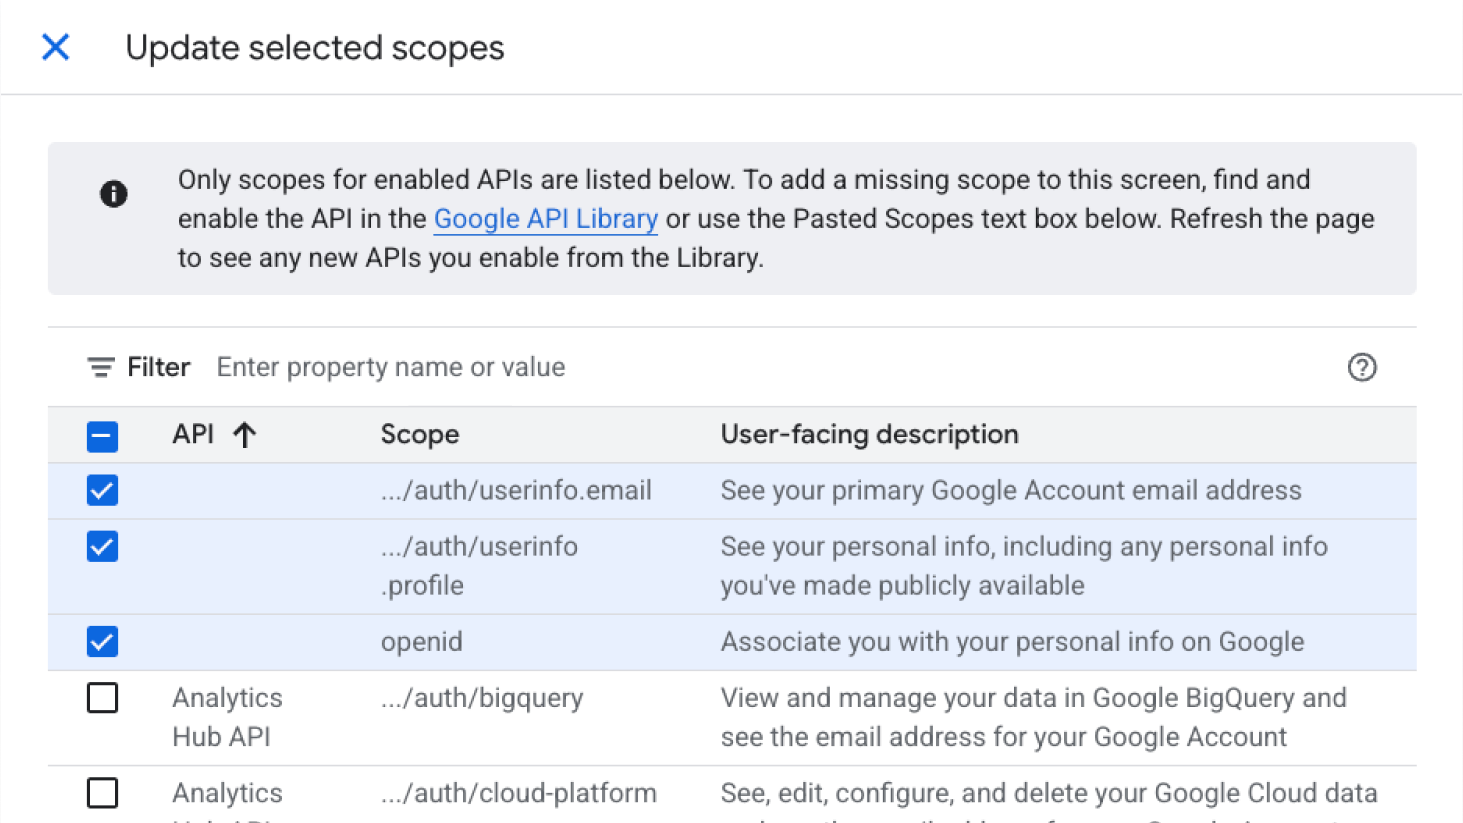 Update selected scopes
Only scopes for enabled APIs are listed below. To add a missing scope to this screen, find and
enable the API in the Google API Library or use the Pasted Scopes text box below. Refresh the page
to see any new APIs you enable from the Library.
Filter Enter property name or value
API Scope User-facing description
.../auth/userinfo.email See your primary Google Account email address
.../auth/userinfo See your personal info, including any personal info
.profile you've made publicly available
openid Associate you with your personal info on Google
Analytics .../auth/bigquery View and manage your data in Google BigQuery and
Hub API see the email address for your Google Account
Analytics .../auth/cloud-platform See, edit, configure, and delete your Google Cloud data